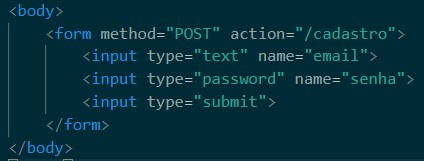 <body>
<form method="POST" action="/cadastro">
<input type="text" name="email">
<input type="password" name="senha">
<input type="submit">
</form>
</body>